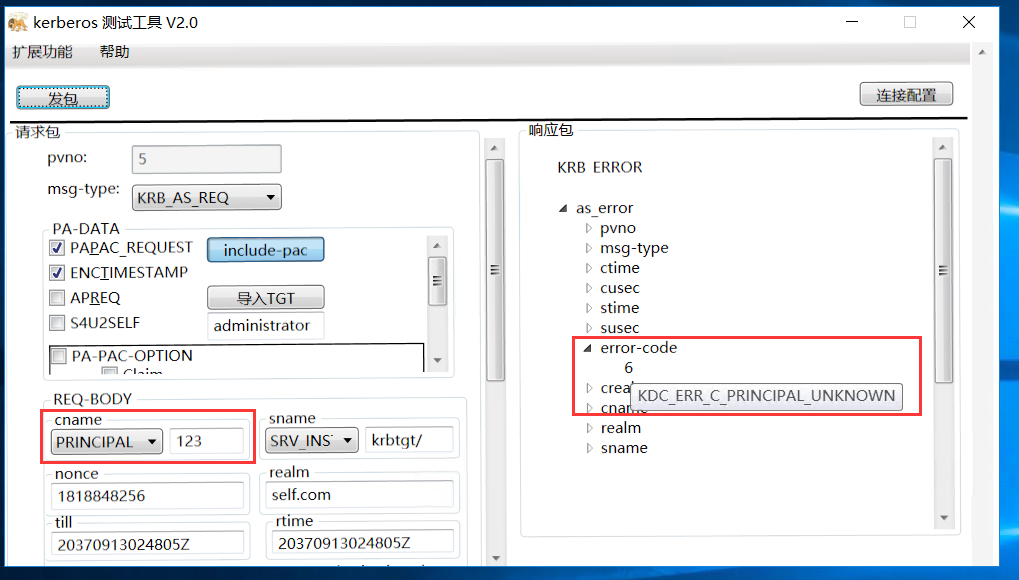 kerberos 测试工具 V2.0
扩展功能 帮助
发包 连接配置
请求包
pvno: 5
msg-type: KRB_AS_REQ
PA-DATA
PAPAC_REQUEST include-pac
ENCTIMESTAMP
APREQ 导入TGT
S4U2SELF administrator
PA-PAC-OPTION
Claim
REQ-BODY
cname
PRINCIPAL 123
sname
krbtgt/
nonce
1818848256
realm
self.com
till
20370913024805Z
rtime
20370913024805Z
响应包
KRB ERROR
as_error
pvno
msg-type
ctime
cusec
stime
susec
error-code
6
KDC_ERR_C_PRINCIPAL_UNKNOWN
cname
realm
sname